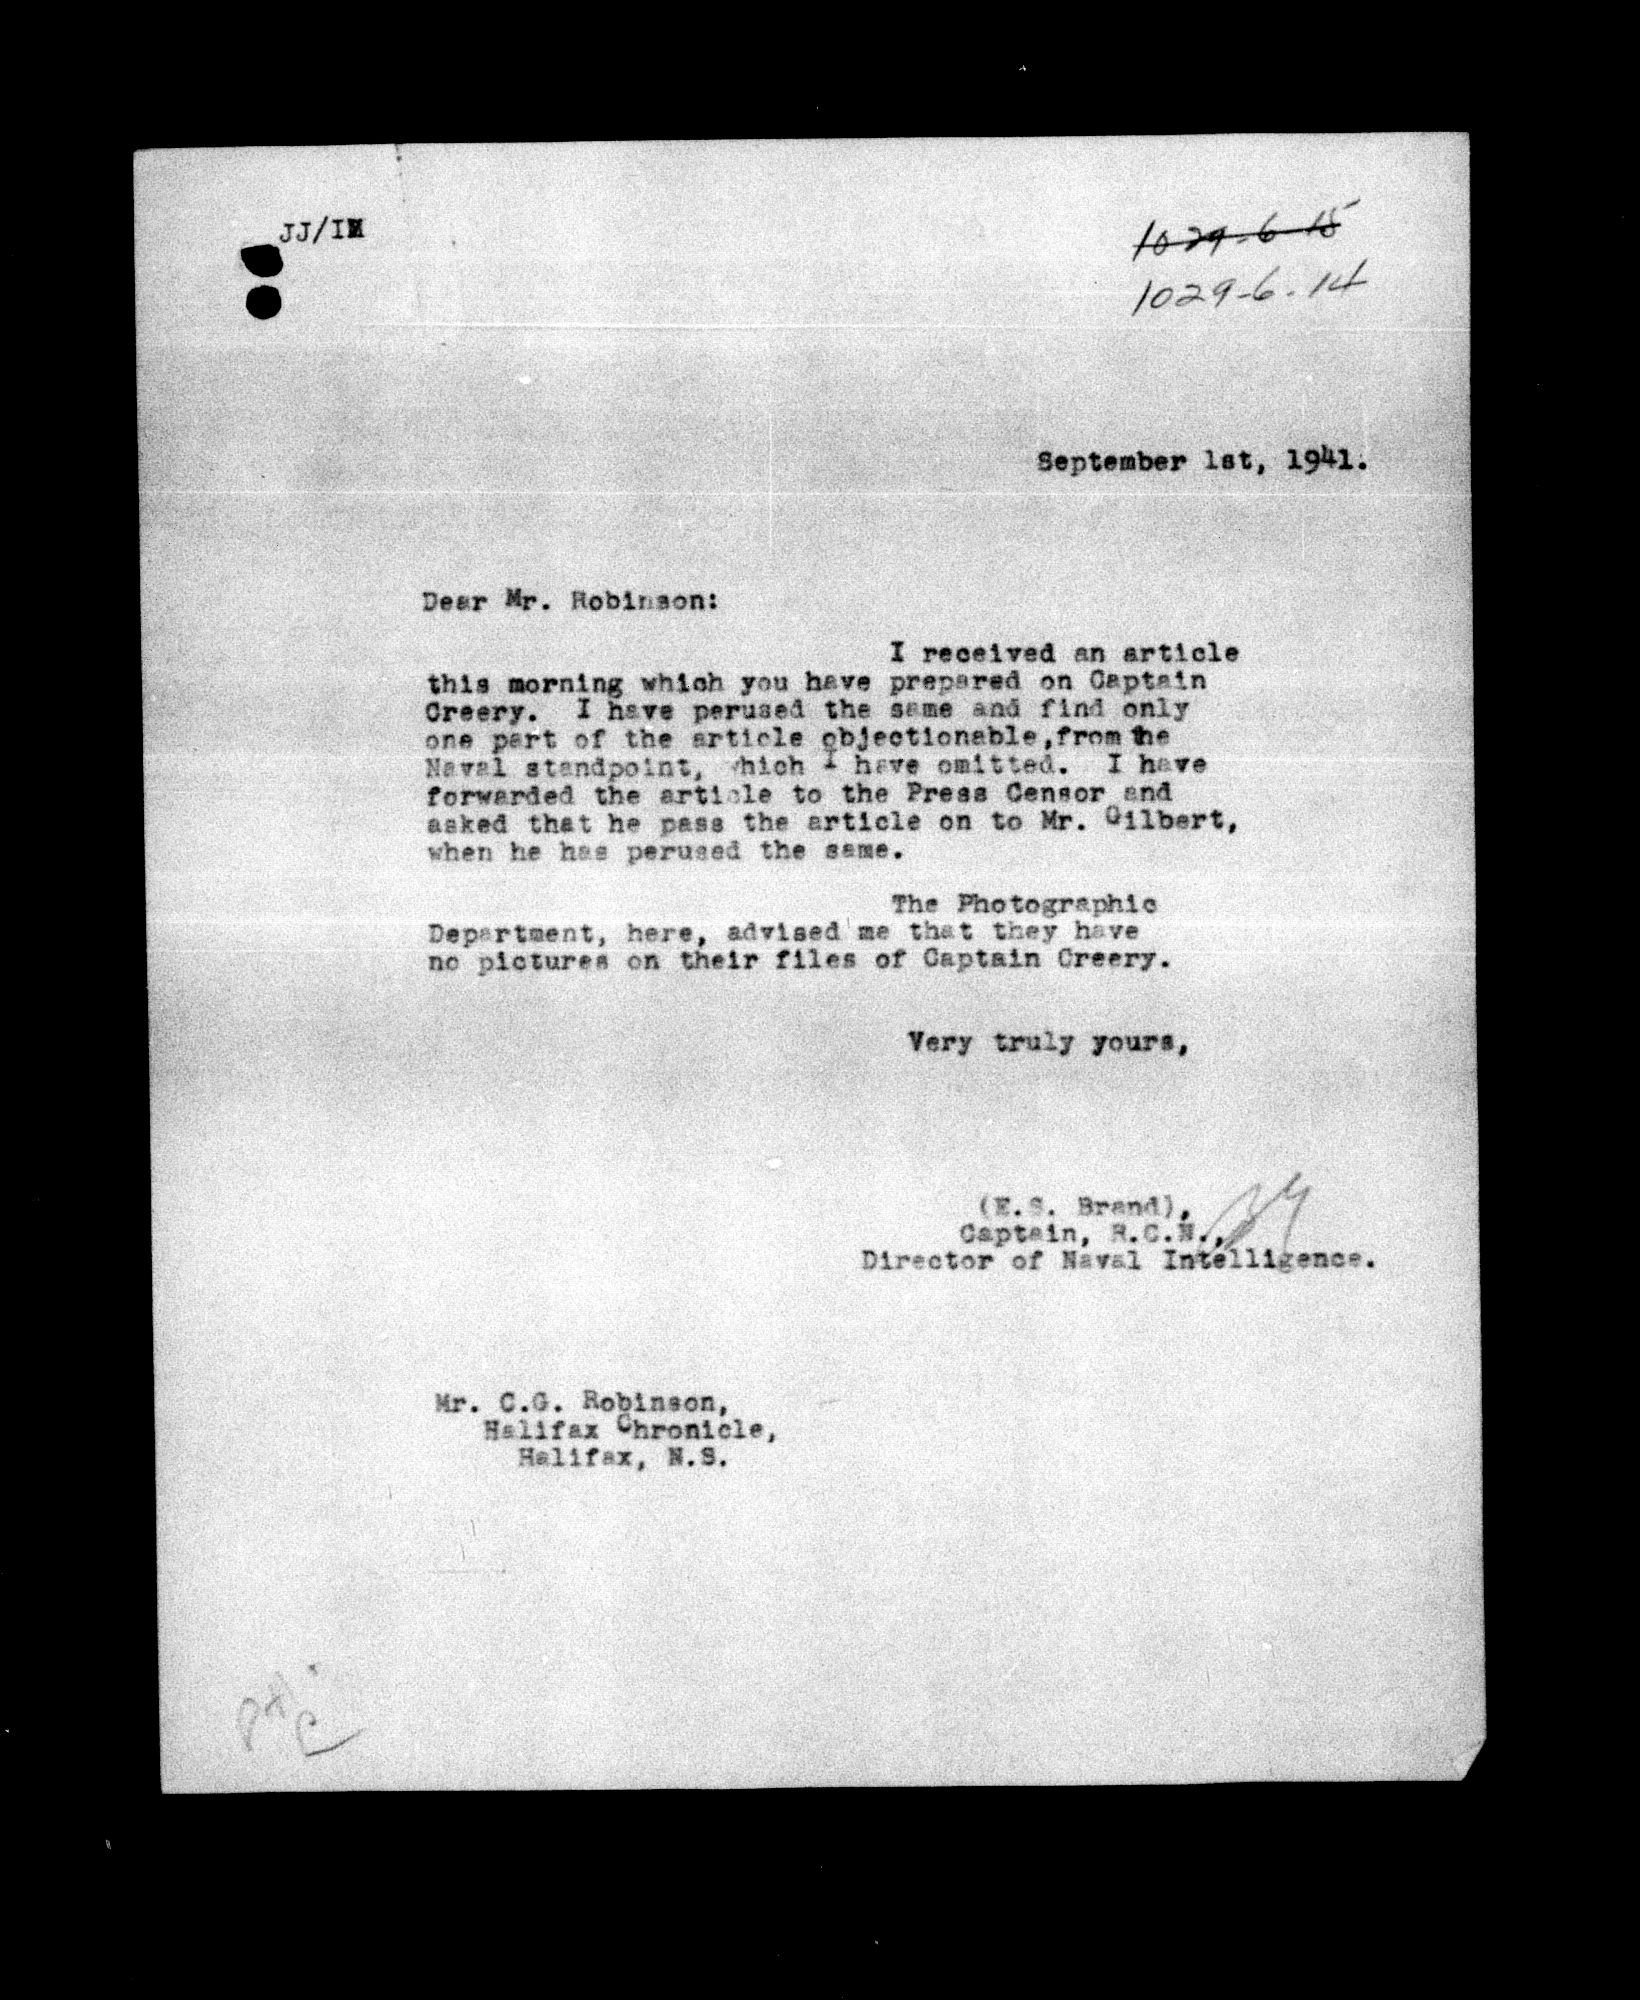 JJ/IM
1029-6-15
1029-6-14
September 1st, 1941.
Dear Mr. Robinson:
I received an article
this morning which you have prepared on Captain
Creery. I have perused the same and find only
one part of the article objectionable,from the
Naval standpoint, which I have omitted. I have
forwarded the article to the Press Censor and
asked that he pass the article on to Mr. Gilbert,
when he has perused the same.
The Photographic
Department, here, advised me that they have
no pictures on their files of Captain Creery.
Very truly yours,
(E.S. Brand),
Captain, R.C.N.,
Director of Naval Intelligence.
Mr. C.G. Robinson,
Halifax Chronicle,
Halifax, N.S.